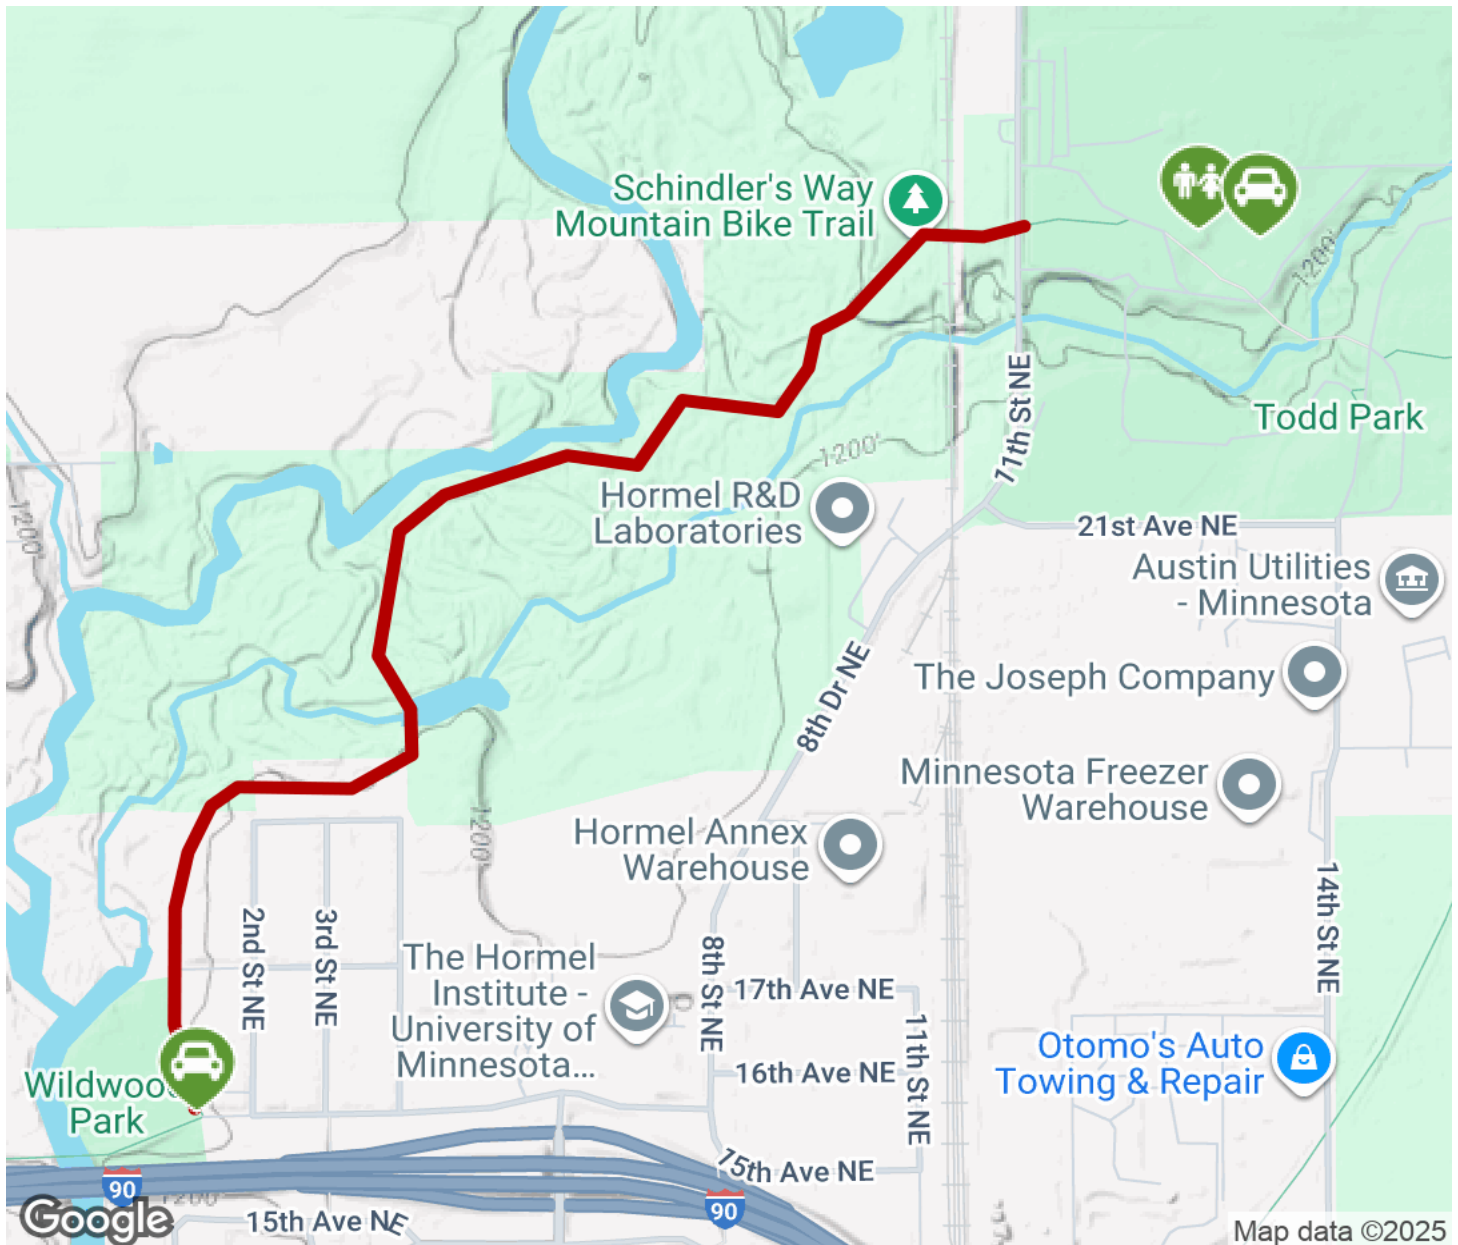 Schindler's Way
Mountain Bike Trail
1200'
11th St NE
Todd Park
1200'
Hormel R&D
Laboratories
21st Ave NE
1200'
Austin Utilities
- Minnesota
8th Dr NE
The Joseph Company
Minnesota Freezer
Warehouse
1200'
Hormel Annex
Warehouse
14th St NE
2nd St NE
3rd St NE
The Hormel
Institute -
University of
Minnesota...
8th St NE
17th Ave NE
11th St NE
Otomo's Auto
Towing & Repair
16th Ave NE
Wildwood
Park
15th Ave NE
90
1200'
90
15th Ave NE
Google
Map data ©2025